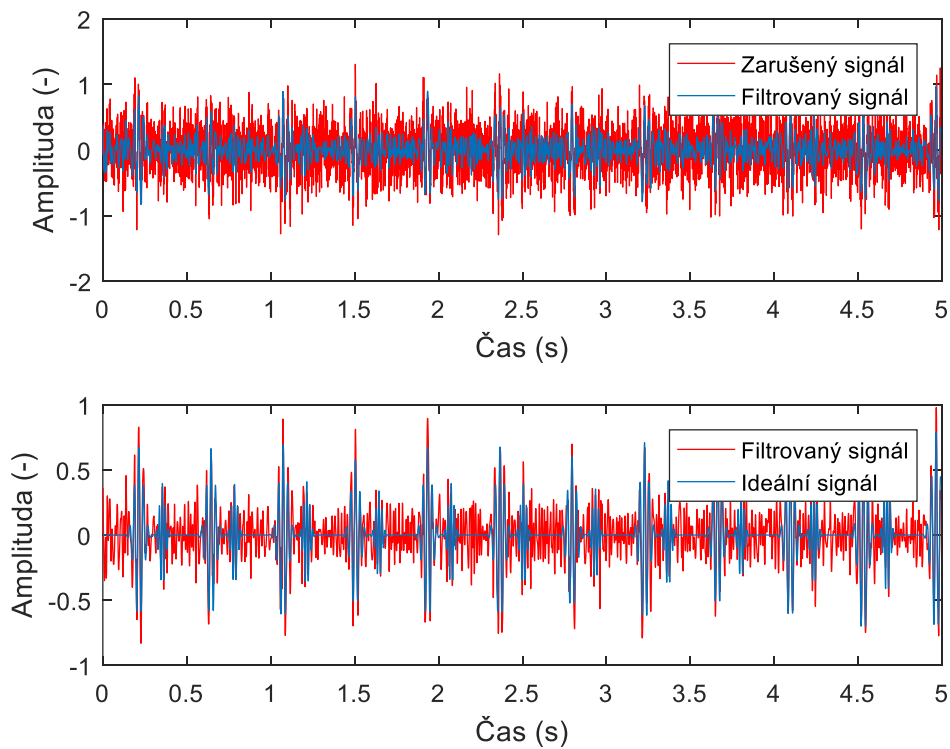 2
1
0
-1
-2
Amplituda (-)
Zarušený signál
Filtrovaný signál
0 0.5 1 1.5 2 2.5 3 3.5 4 4.5 5
Čas (s)
1
0.5
0
-0.5
-1
Amplituda (-)
Filtrovaný signál
Ideální signál
0 0.5 1 1.5 2 2.5 3 3.5 4 4.5 5
Čas (s)